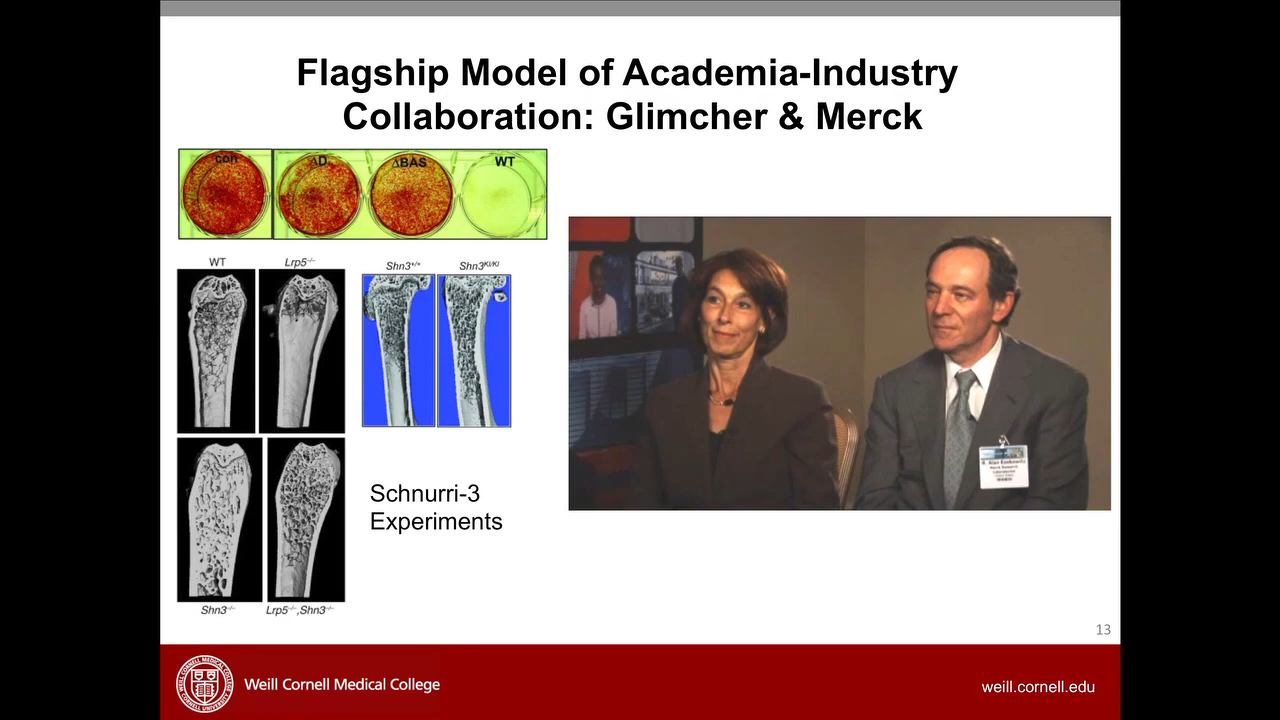 Flagship Model of Academia-Industry
Collaboration: Glimcher & Merck
con ΔD ΔBAS WT
WT Lrp5⁻/⁻
Shn3⁺/⁺ Shn3ᴷᴵ/ᴷᴵ
Schnurri-3
Experiments
Shn3⁻/⁻ Lrp5⁻/⁻,Shn3⁻/⁻
13
Weill Cornell Medical College
weill.cornell.edu